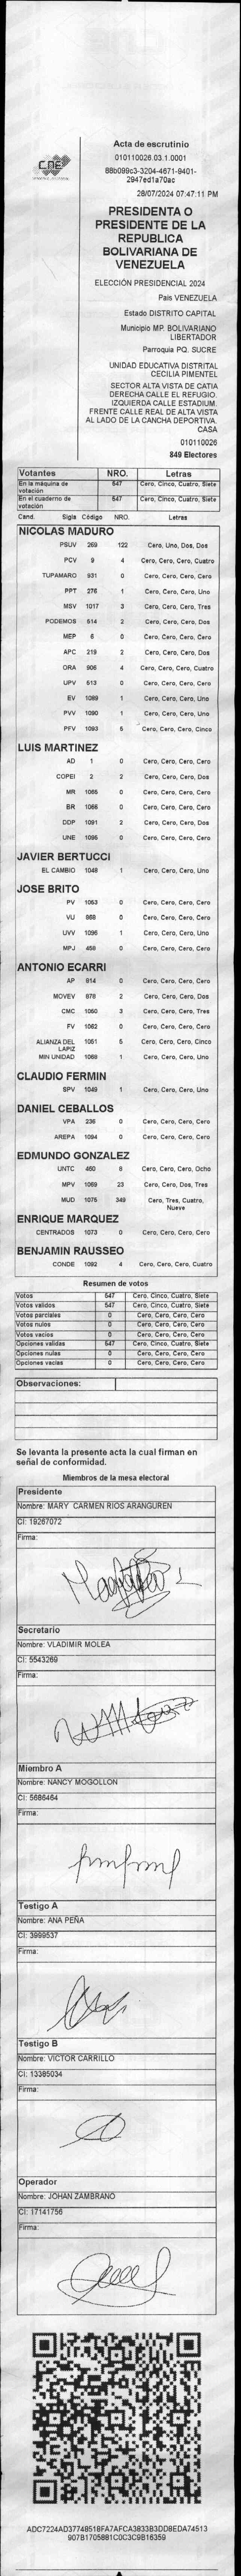 CNE
Acta de escrutinio
010110026.03.1.0001
88b099c3-3204-4671-9401-
2947ed1a70ac
28/07/2024 07:47:11 PM
PRESIDENTA O
PRESIDENTE DE LA
REPUBLICA
BOLIVARIANA DE
VENEZUELA
ELECCIÓN PRESIDENCIAL 2024
País VENEZUELA
Estado DISTRITO CAPITAL
Municipio MP. BOLIVARIANO
LIBERTADOR
Parroquia PQ. SUCRE
UNIDAD EDUCATIVA DISTRITAL
CECILIA PIMENTEL
SECTOR ALTA VISTA DE CATIA
DERECHA CALLE EL REFUGIO.
IZQUIERDA CALLE ESTADIUM.
FRENTE CALLE REAL DE ALTA VISTA
AL LADO DE LA CANCHA DEPORTIVA.
CASA
010110026
849 Electores
Votantes NRO. Letras
En la máquina de votación 547 Cero, Cinco, Cuatro, Siete
En el cuaderno de votación 547 Cero, Cinco, Cuatro, Siete
Cand. Sigla Código NRO. Letras
NICOLAS MADURO
PSUV 269 122 Cero, Uno, Dos, Dos
PCV 9 4 Cero, Cero, Cero, Cuatro
TUPAMARO 931 0 Cero, Cero, Cero, Cero
PPT 276 1 Cero, Cero, Cero, Uno
MSV 1017 3 Cero, Cero, Cero, Tres
PODEMOS 514 2 Cero, Cero, Cero, Dos
MEP 6 0 Cero, Cero, Cero, Cero
APC 219 2 Cero, Cero, Cero, Dos
ORA 906 4 Cero, Cero, Cero, Cuatro
UPV 513 0 Cero, Cero, Cero, Cero
EV 1089 1 Cero, Cero, Cero, Uno
PVV 1090 1 Cero, Cero, Cero, Uno
PFV 1093 5 Cero, Cero, Cero, Cinco
LUIS MARTINEZ
AD 1 0 Cero, Cero, Cero, Cero
COPEI 2 2 Cero, Cero, Cero, Dos
MR 1065 0 Cero, Cero, Cero, Cero
BR 1066 0 Cero, Cero, Cero, Cero
DDP 1091 2 Cero, Cero, Cero, Dos
UNE 1095 0 Cero, Cero, Cero, Cero
JAVIER BERTUCCI
EL CAMBIO 1048 1 Cero, Cero, Cero, Uno
JOSE BRITO
PV 1053 0 Cero, Cero, Cero, Cero
VU 988 0 Cero, Cero, Cero, Cero
UVV 1096 1 Cero, Cero, Cero, Uno
MPJ 458 0 Cero, Cero, Cero, Cero
ANTONIO ECARRI
AP 814 0 Cero, Cero, Cero, Cero
MOVEV 978 2 Cero, Cero, Cero, Dos
CMC 1050 3 Cero, Cero, Cero, Tres
FV 1062 0 Cero, Cero, Cero, Cero
ALIANZA DEL LAPIZ 1051 5 Cero, Cero, Cero, Cinco
MIN UNIDAD 1068 1 Cero, Cero, Cero, Uno
CLAUDIO FERMIN
SPV 1049 1 Cero, Cero, Cero, Uno
DANIEL CEBALLOS
VPA 236 0 Cero, Cero, Cero, Cero
AREPA 1094 0 Cero, Cero, Cero, Cero
EDMUNDO GONZALEZ
UNTC 460 8 Cero, Cero, Cero, Ocho
MPV 1069 23 Cero, Cero, Dos, Tres
MUD 1075 349 Cero, Tres, Cuatro, Nueve
ENRIQUE MARQUEZ
CENTRADOS 1073 0 Cero, Cero, Cero, Cero
BENJAMIN RAUSSEO
CONDE 1092 4 Cero, Cero, Cero, Cuatro
Resumen de votos
Votos 547 Cero, Cinco, Cuatro, Siete
Votos validos 547 Cero, Cinco, Cuatro, Siete
Votos parciales 0 Cero, Cero, Cero, Cero
Votos nulos 0 Cero, Cero, Cero, Cero
Votos vacios 0 Cero, Cero, Cero, Cero
Opciones validas 547 Cero, Cinco, Cuatro, Siete
Opciones nulas 0 Cero, Cero, Cero, Cero
Opciones vacias 0 Cero, Cero, Cero, Cero
Observaciones:
Se levanta la presente acta la cual firman en
señal de conformidad.
Miembros de la mesa electoral
Presidente
Nombre: MARY CARMEN RIOS ARANGUREN
CI: 19267072
Firma:
Secretario
Nombre: VLADIMIR MOLEA
CI: 5543269
Firma:
Miembro A
Nombre: NANCY MOGOLLON
CI: 5686464
Firma:
Testigo A
Nombre: ANA PEÑA
CI: 3999537
Firma:
Testigo B
Nombre: VICTOR CARRILLO
CI: 13385034
Firma:
Operador
Nombre: JOHAN ZAMBRANO
CI: 17141756
Firma:
ADC7224AD37748518FA7AFCA3833B3DD8EDA74513
907B1705881C0C3C9B16359